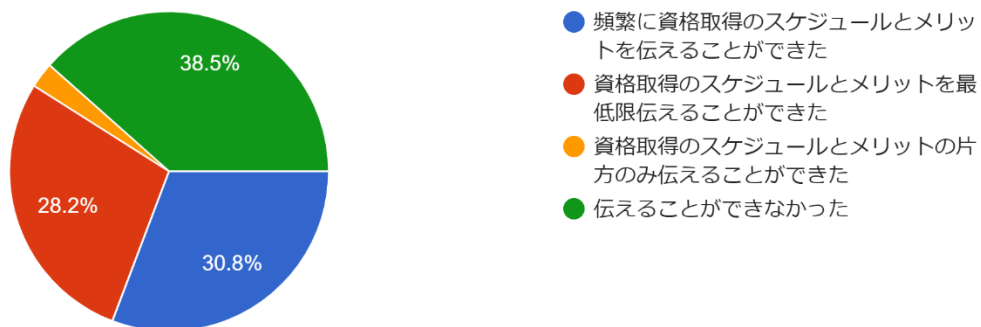 38.5%
28.2%
30.8%
頻繁に資格取得のスケジュールとメリッ
トを伝えることができた
資格取得のスケジュールとメリットを最
低限伝えることができた
資格取得のスケジュールとメリットの片
方のみ伝えることができた
伝えることができなかった